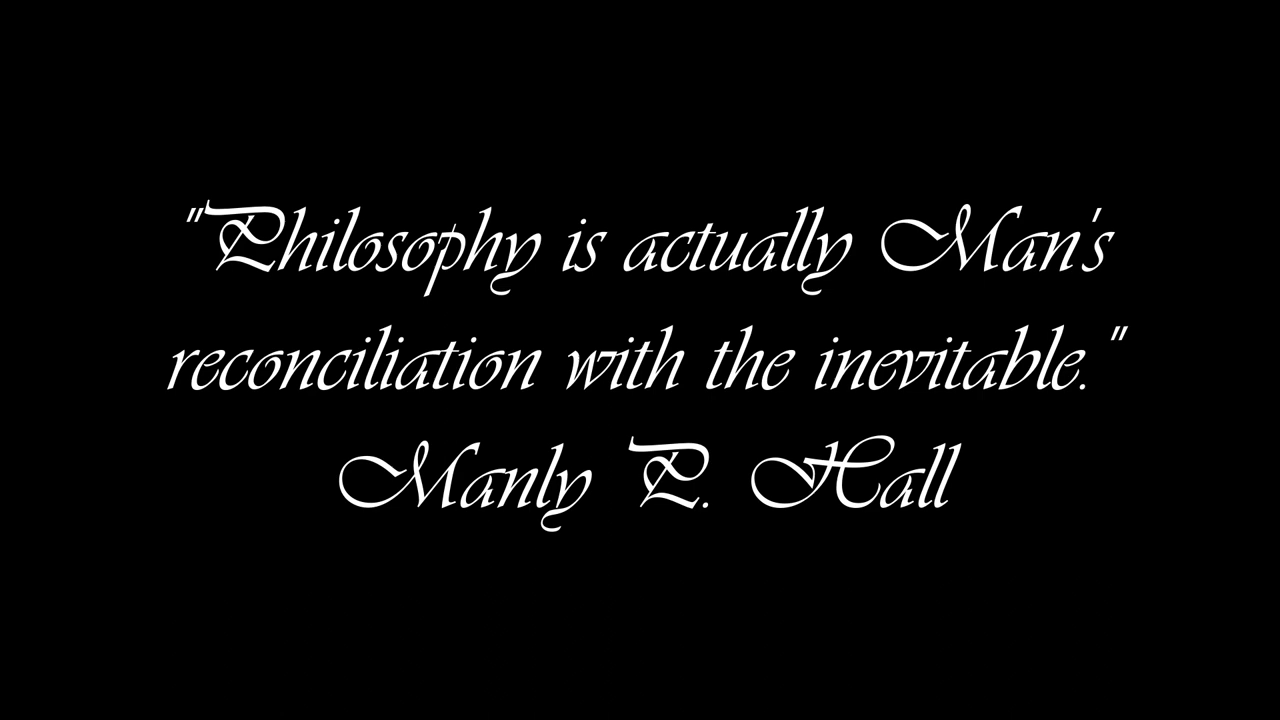 "Philosophy is actually Man's
reconciliation with the inevitable."
Manly P. Hall